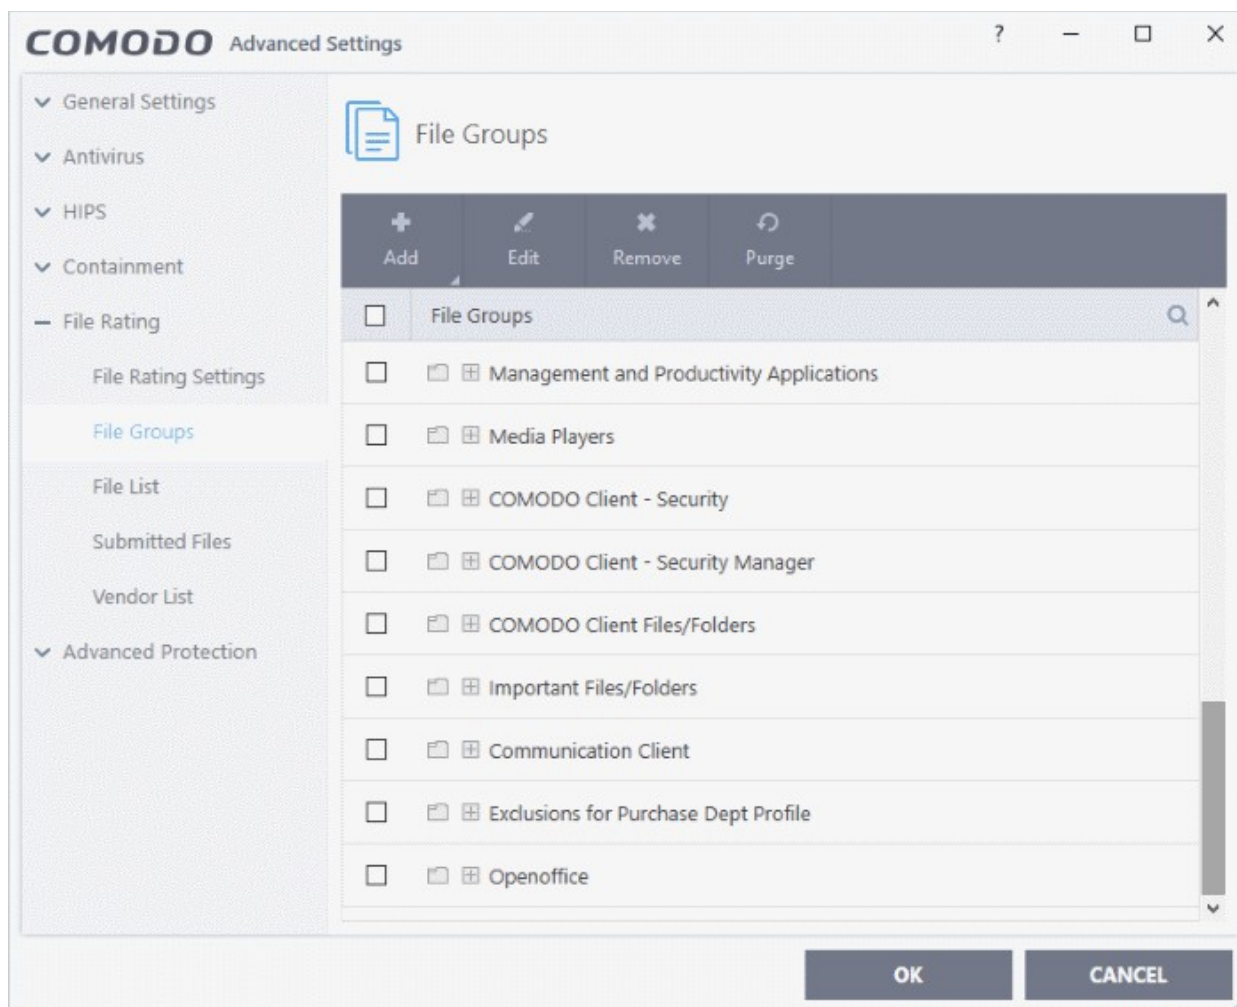 COMODO Advanced Settings ?
General Settings
Antivirus
HIPS
Containment
File Rating
File Rating Settings
File Groups
File List
Submitted Files
Vendor List
Advanced Protection
File Groups
Add Edit Remove Purge
File Groups
Management and Productivity Applications
Media Players
COMODO Client - Security
COMODO Client - Security Manager
COMODO Client Files/Folders
Important Files/Folders
Communication Client
Exclusions for Purchase Dept Profile
Openoffice
OK CANCEL